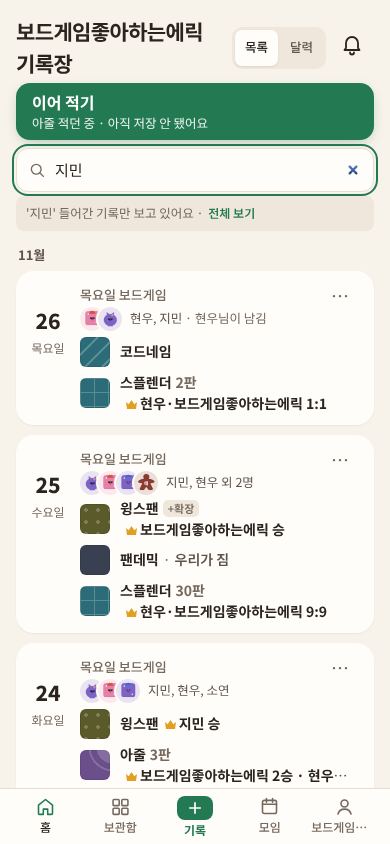 보드게임좋아하는에릭
기록장
목록 달력
이어 적기
아줄 적던 중 · 아직 저장 안 됐어요
지민
'지민' 들어간 기록만 보고 있어요 · 전체 보기
11월
목요일 보드게임
26
목요일
현우, 지민 · 현우님이 남김
코드네임
스플렌더 2판
현우·보드게임좋아하는에릭 1:1
목요일 보드게임
25
수요일
지민, 현우 외 2명
윙스팬 +확장
보드게임좋아하는에릭 승
팬데믹 · 우리가 짐
스플렌더 30판
현우·보드게임좋아하는에릭 9:9
목요일 보드게임
24
화요일
지민, 현우, 소연
윙스팬 지민 승
아줄 3판
보드게임좋아하는에릭 2승 · 현우…
홈 보관함 기록 모임 보드게임…